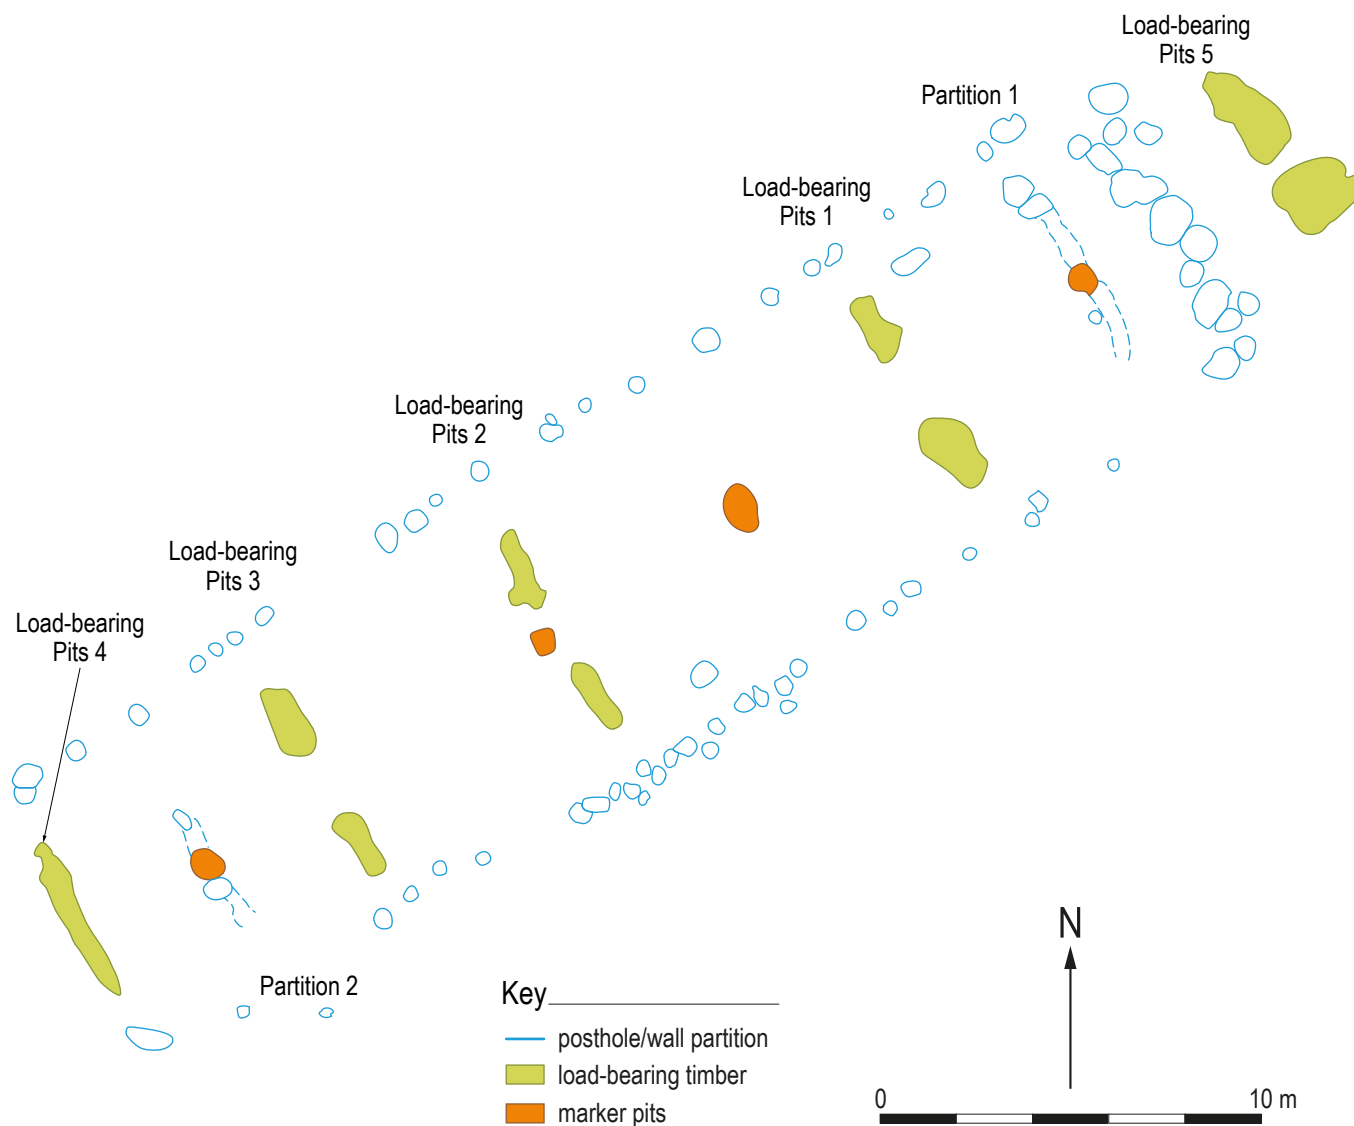 Load-bearing
Pits 5
Partition 1
Load-bearing
Pits 1
Load-bearing
Pits 2
Load-bearing
Pits 3
Load-bearing
Pits 4
Partition 2
Key
posthole/wall partition
load-bearing timber
marker pits
N
0 10 m